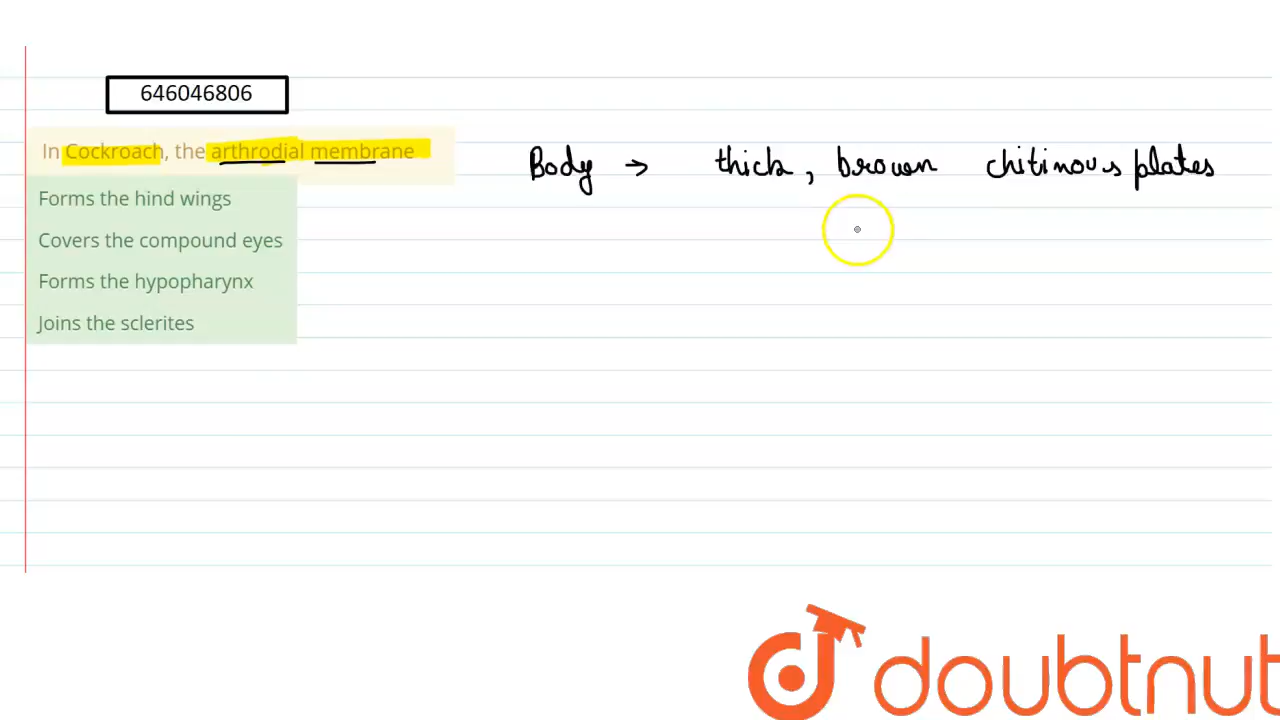 646046806
In Cockroach, the arthrodial membrane
Body → thick, brown chitinous plates
Forms the hind wings
Covers the compound eyes
Forms the hypopharynx
Joins the sclerites
doubtnut